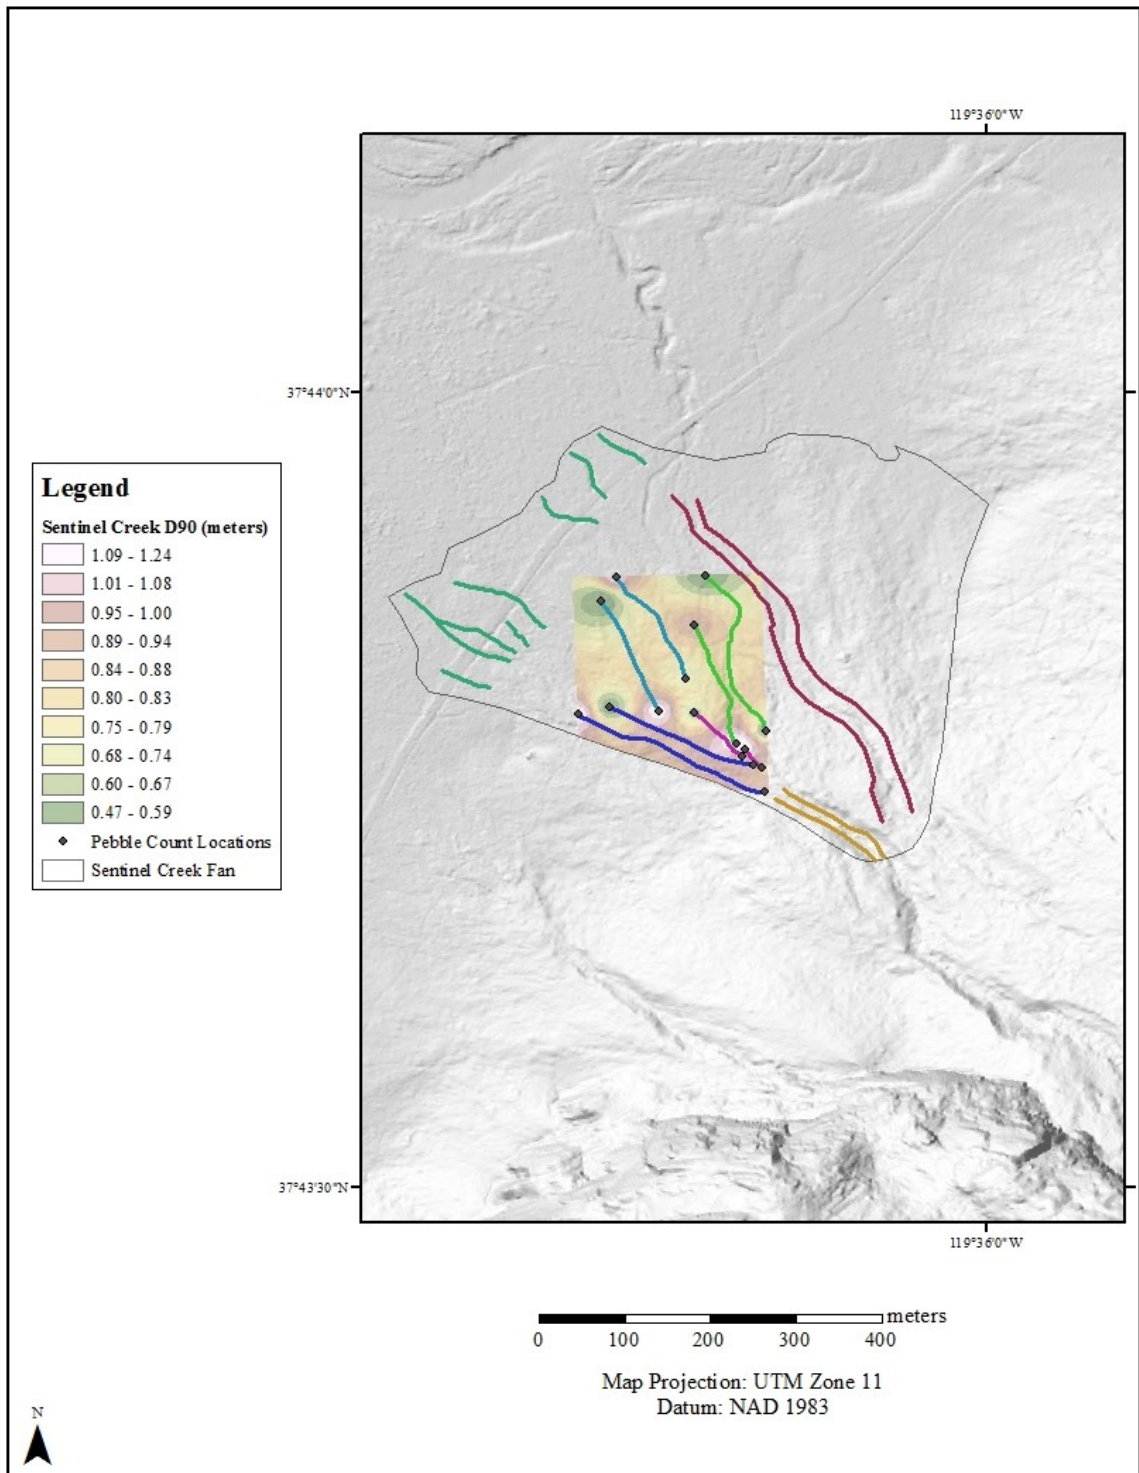 119°36'0"W
37°44'0"N
Legend
Sentinel Creek D90 (meters)
1.09 - 1.24
1.01 - 1.08
0.95 - 1.00
0.89 - 0.94
0.84 - 0.88
0.80 - 0.83
0.75 - 0.79
0.68 - 0.74
0.60 - 0.67
0.47 - 0.59
Pebble Count Locations
Sentinel Creek Fan
37°43'30"N
119°36'0"W
meters
0 100 200 300 400
Map Projection: UTM Zone 11
Datum: NAD 1983
N